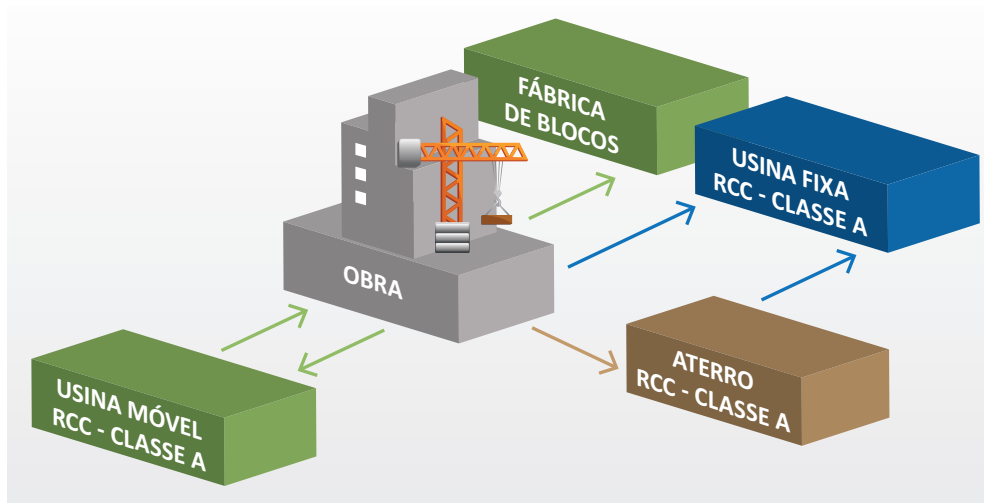 FÁBRICA
DE BLOCOS
USINA FIXA
RCC - CLASSE A
OBRA
ATERRO
RCC - CLASSE A
USINA MÓVEL
RCC - CLASSE A